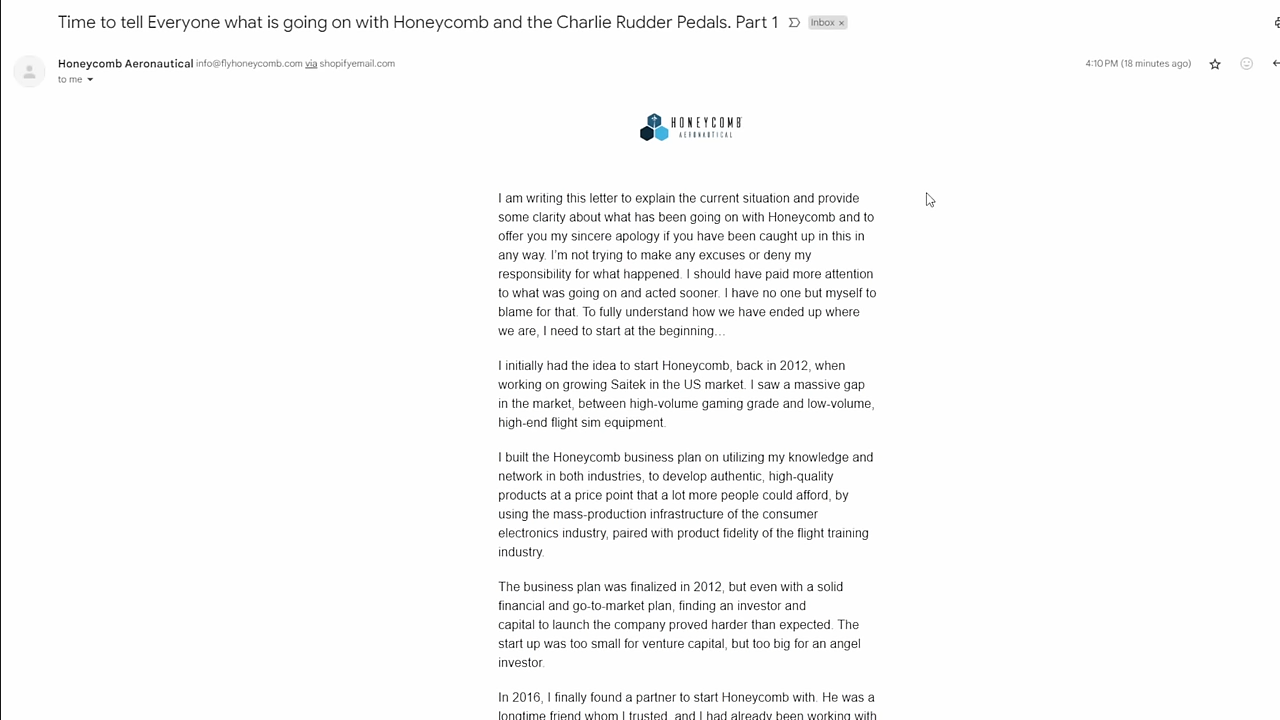 Time to tell Everyone what is going on with Honeycomb and the Charlie Rudder Pedals. Part 1 Inbox ×
Honeycomb Aeronautical info@flyhoneycomb.com via shopifyemail.com 4:10 PM (18 minutes ago)
to me
HONEYCOMB
AERONAUTICAL
I am writing this letter to explain the current situation and provide
some clarity about what has been going on with Honeycomb and to
offer you my sincere apology if you have been caught up in this in
any way. I'm not trying to make any excuses or deny my
responsibility for what happened. I should have paid more attention
to what was going on and acted sooner. I have no one but myself to
blame for that. To fully understand how we have ended up where
we are, I need to start at the beginning…
I initially had the idea to start Honeycomb, back in 2012, when
working on growing Saitek in the US market. I saw a massive gap
in the market, between high-volume gaming grade and low-volume,
high-end flight sim equipment.
I built the Honeycomb business plan on utilizing my knowledge and
network in both industries, to develop authentic, high-quality
products at a price point that a lot more people could afford, by
using the mass-production infrastructure of the consumer
electronics industry, paired with product fidelity of the flight training
industry.
The business plan was finalized in 2012, but even with a solid
financial and go-to-market plan, finding an investor and
capital to launch the company proved harder than expected. The
start up was too small for venture capital, but too big for an angel
investor.
In 2016, I finally found a partner to start Honeycomb with. He was a
longtime friend whom I trusted, and I had already been working with